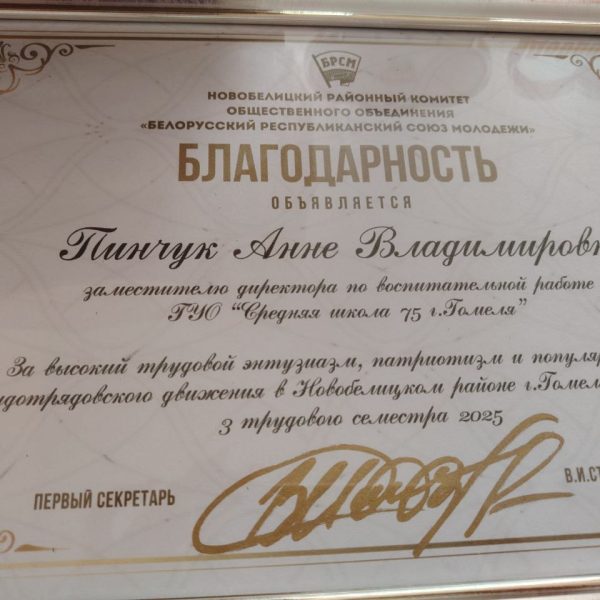 БРСМ
НОВОБЕЛИЦКИЙ РАЙОННЫЙ КОМИТЕТ
ОБЩЕСТВЕННОГО ОБЪЕДИНЕНИЯ
«БЕЛОРУССКИЙ РЕСПУБЛИКАНСКИЙ СОЮЗ МОЛОДЕЖИ»
БЛАГОДАРНОСТЬ
ОБЪЯВЛЯЕТСЯ
Пинчук Анне Владимировн
заместителю директора по воспитательной работе
ГУО "Средняя школа 75 г.Гомеля"
За высокий трудовой энтузиазм, патриотизм и популяр
удотрядовского движения в Новобелицком районе г.Гомел
3 трудового семестра 2025
ПЕРВЫЙ СЕКРЕТАРЬ
В.И.СТ